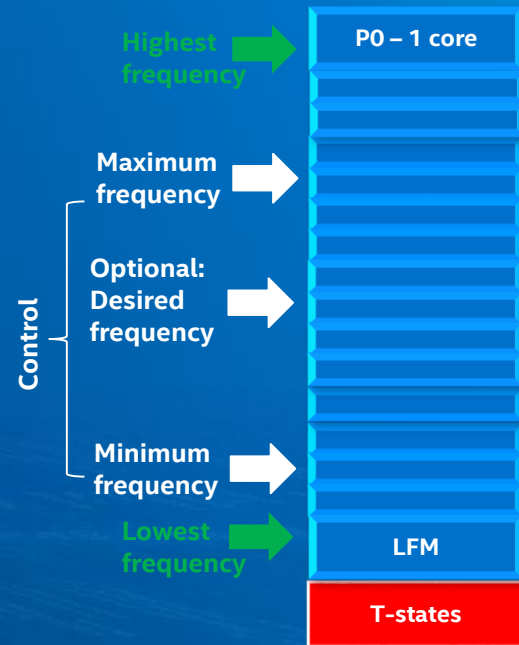 Highest
frequency
P0 – 1 core
Maximum
frequency
Optional:
Desired
frequency
Control
Minimum
frequency
Lowest
frequency
LFM
T-states